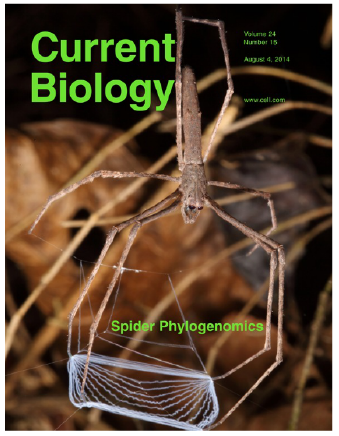 Current
Biology
Volume 24
Number 15
August 4, 2014
www.cell.com
Spider Phylogenomics